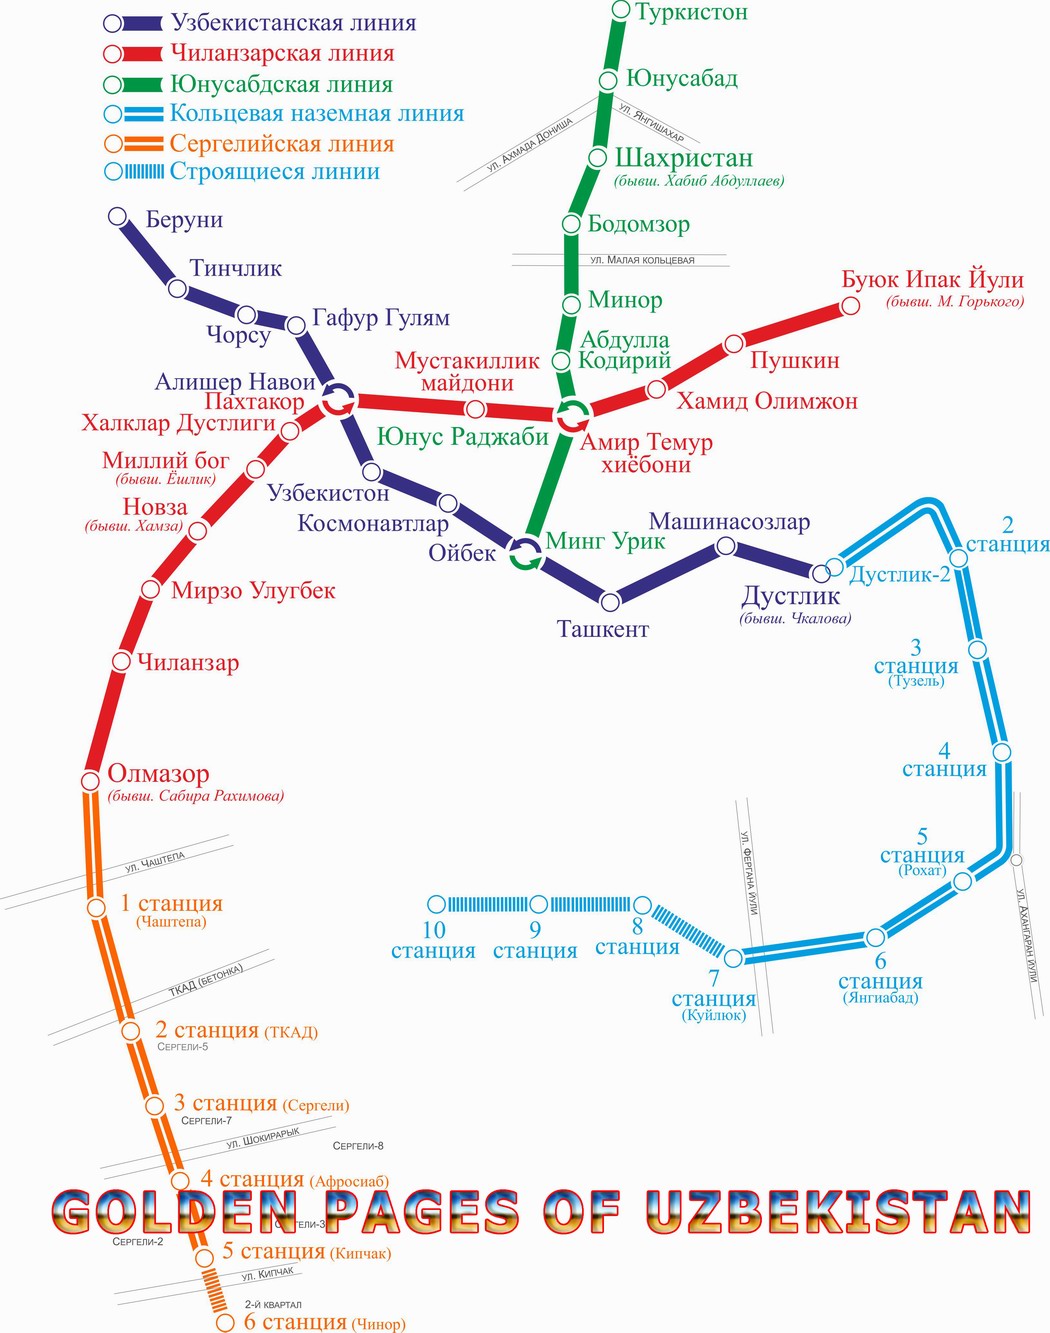 Узбекистанская линия
Чиланзарская линия
Юнусабдская линия
Кольцевая наземная линия
Сергелийская линия
Строящиеся линии
Туркистон
Юнусабад
ул. Ахмада Дониша
ул. Янгишахар
Шахристан
(бывш. Хабиб Абдуллаев)
Бодомзор
ул. Малая кольцевая
Минор
Абдулла
Кодирий
Беруни
Тинчлик
Чорсу
Гафур Гулям
Алишер Навои
Пахтакор
Мустакиллик
майдони
Буюк Ипак Йули
(бывш. М. Горького)
Пушкин
Хамид Олимжон
Юнус Раджаби
Амир Темур
хиёбони
Халклар Дустлиги
Миллий бог
(бывш. Ёшлик)
Новза
(бывш. Хамза)
Узбекистон
Космонавтлар
Ойбек
Минг Урик
Машинасозлар
Ташкент
Дустлик
(бывш. Чкалова)
Дустлик-2
2
станция
Мирзо Улугбек
Чиланзар
3
станция
(Тузель)
4
станция
Олмазор
(бывш. Сабира Рахимова)
ул. Чаштепа
5
станция
(Рохат)
ул. Фергана йули
ул. Ахангаран йули
1 станция
(Чаштепа)
10
станция
9
станция
8
станция
7
станция
(Куйлюк)
6
станция
(Янгиабад)
ТКАД (бетонка)
2 станция (ТКАД)
Сергели-5
3 станция (Сергели)
Сергели-7
ул. Шокирарык
Сергели-8
4 станция (Афросиаб)
GOLDEN PAGES OF UZBEKISTAN
Сергели-3
Сергели-2
5 станция (Кипчак)
ул. Кипчак
2-й квартал
6 станция (Чинор)